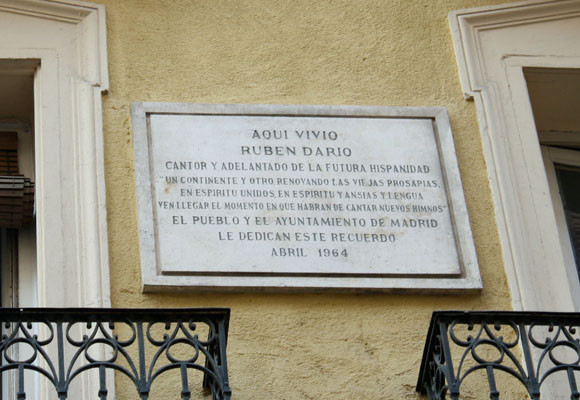 AQUI VIVIO
RUBEN DARIO
CANTOR Y ADELANTADO DE LA FUTURA HISPANIDAD
"UN CONTINENTE Y OTRO RENOVANDO LAS VIEJAS PROSAPIAS,
EN ESPIRITU UNIDOS, EN ESPIRITU Y ANSIAS Y LENGUA
VEN LLEGAR EL MOMENTO EN QUE HABRAN DE CANTAR NUEVOS HIMNOS"
EL PUEBLO Y EL AYUNTAMIENTO DE MADRID
LE DEDICAN ESTE RECUERDO
ABRIL 1964